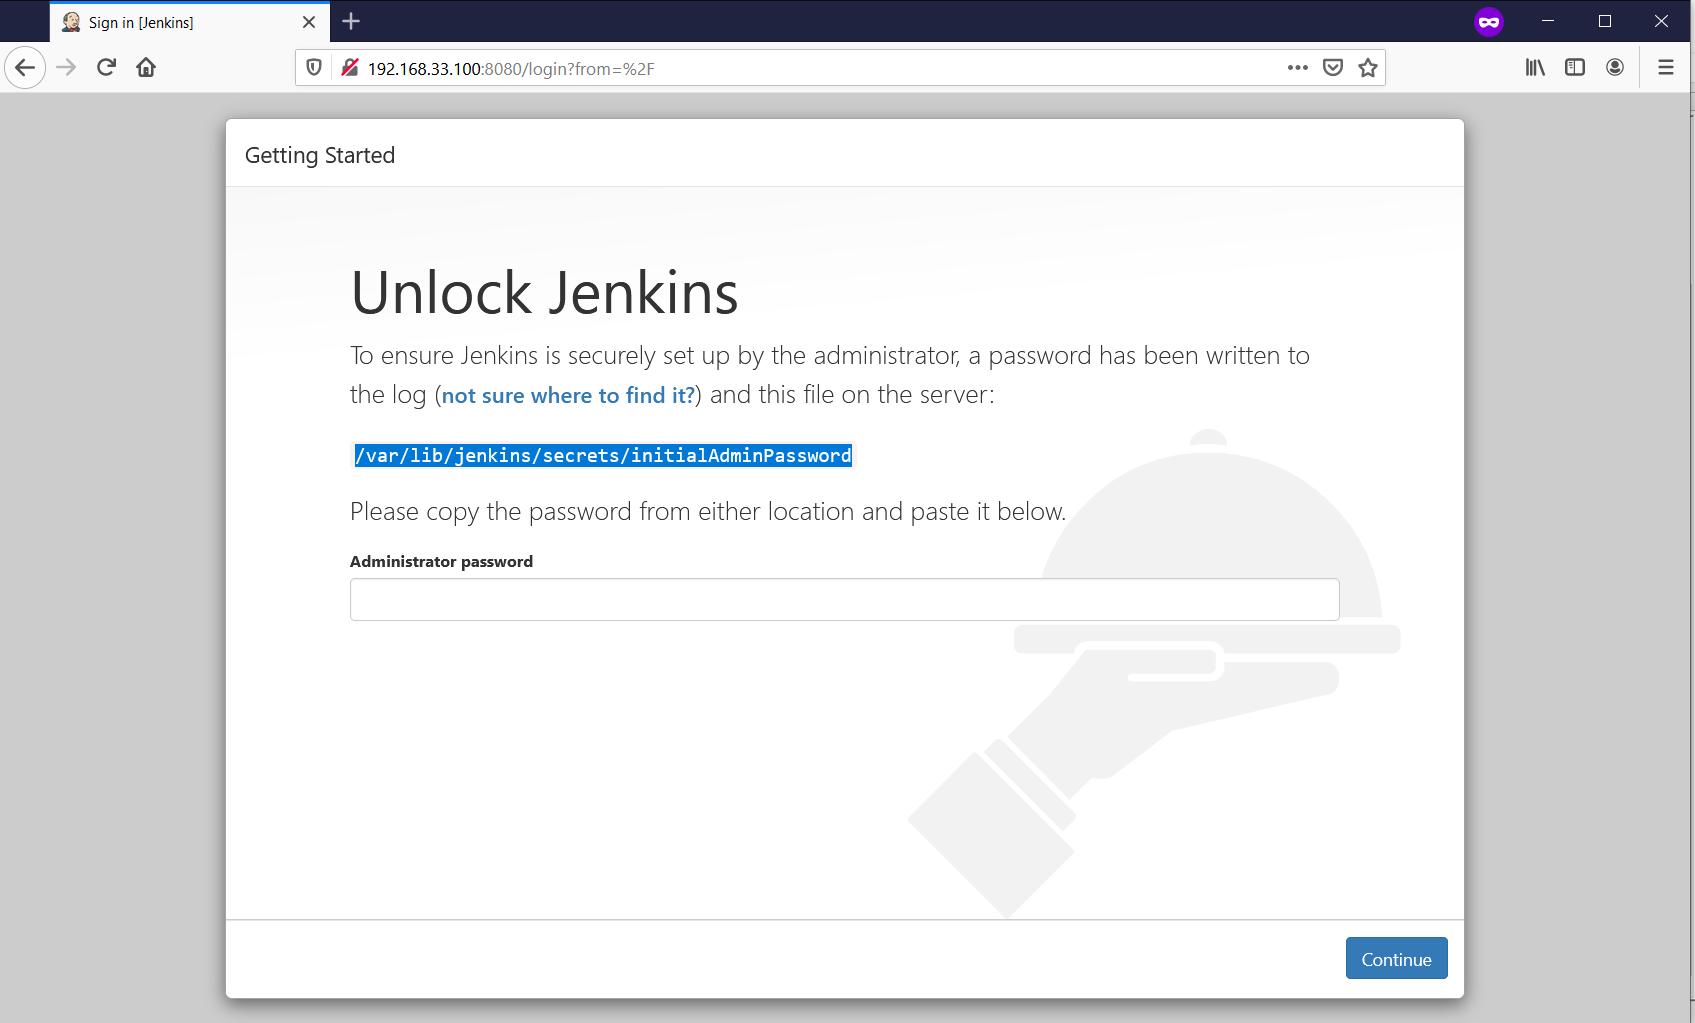 Sign in [Jenkins]
192.168.33.100:8080/login?from=%2F
Getting Started
Unlock Jenkins
To ensure Jenkins is securely set up by the administrator, a password has been written to
the log (not sure where to find it?) and this file on the server:
/var/lib/jenkins/secrets/initialAdminPassword
Please copy the password from either location and paste it below.
Administrator password
Continue